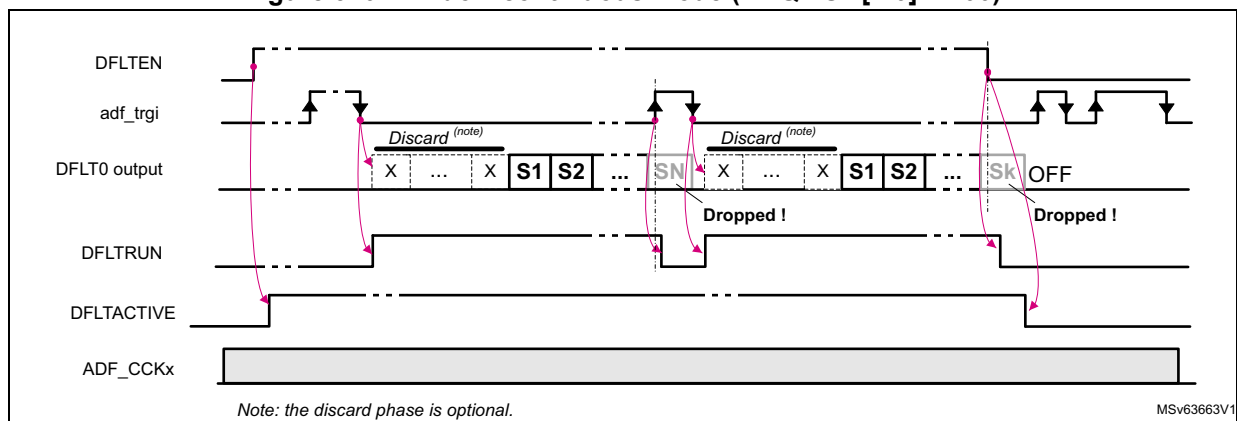 DFLTEN
adf_trgi
Discard (note) Discard (note)
DFLT0 output X ... X S1 S2 ... SN X ... X S1 S2 ... Sk OFF
Dropped ! Dropped !
DFLTRUN
DFLTACTIVE
ADF_CCKx
Note: the discard phase is optional.
MSv63663V1